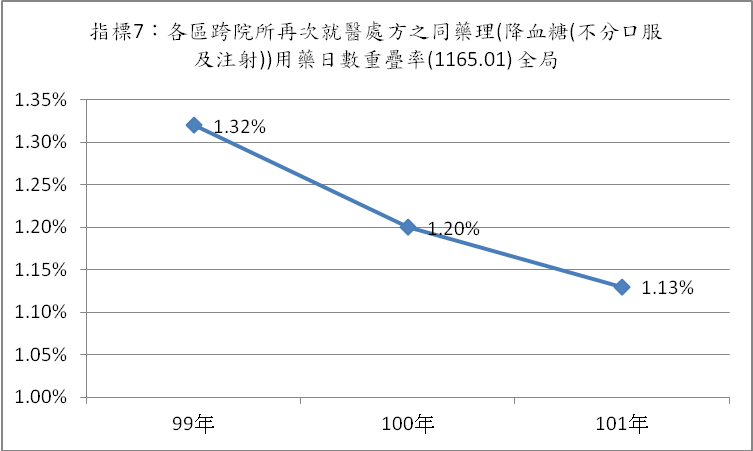 指標7：各區跨院所再次就醫處方之同藥理(降血糖(不分口服
及注射))用藥日數重疊率(1165.01) 全局
1.35%
1.30%
1.25%
1.20%
1.15%
1.10%
1.05%
1.00%
1.32%
1.20%
1.13%
99年
100年
101年